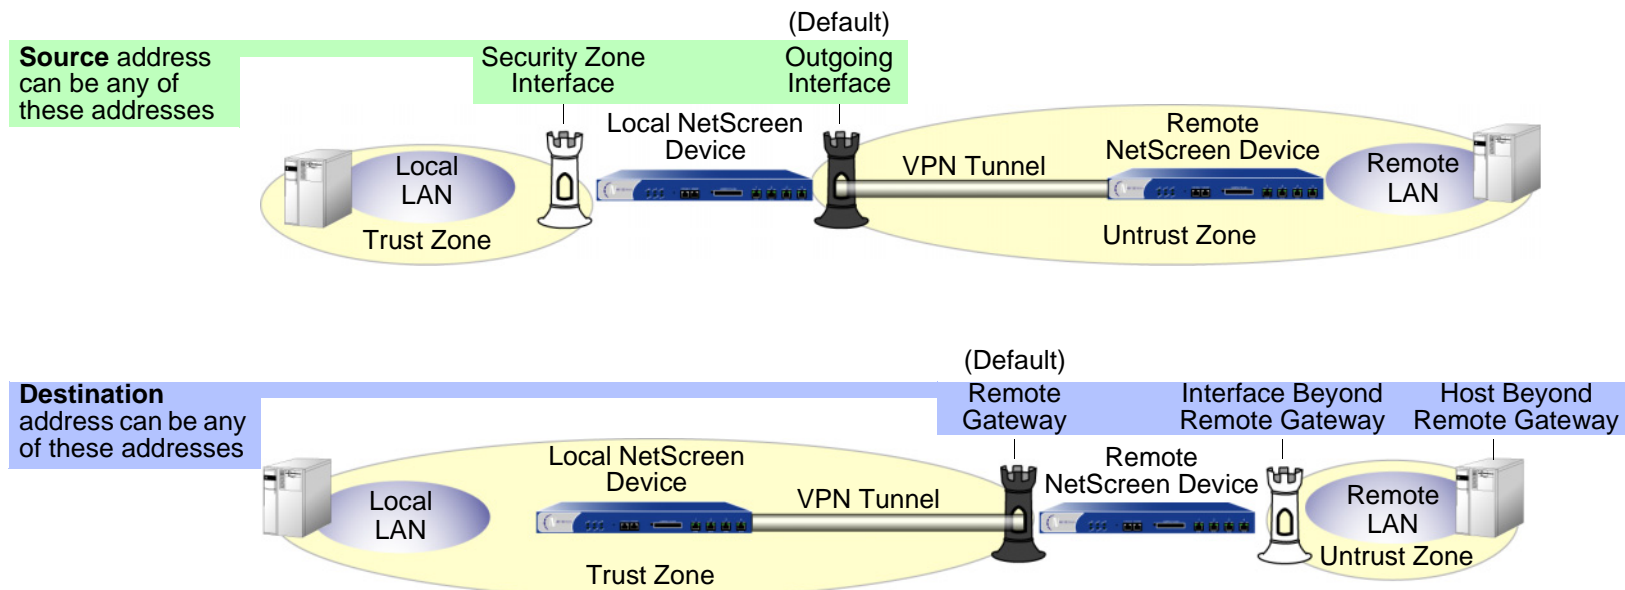 (Default)
Source address
can be any of
these addresses
Security Zone
Interface
Outgoing
Interface
Local NetScreen
Device
Remote
NetScreen Device
VPN Tunnel
Local
LAN
Remote
LAN
Trust Zone
Untrust Zone
(Default)
Destination
address can be any
of these addresses
Remote
Gateway
Interface Beyond
Remote Gateway
Host Beyond
Remote Gateway
Local NetScreen
Device
Remote
NetScreen Device
VPN Tunnel
Local
LAN
Remote
LAN
Trust Zone
Untrust Zone